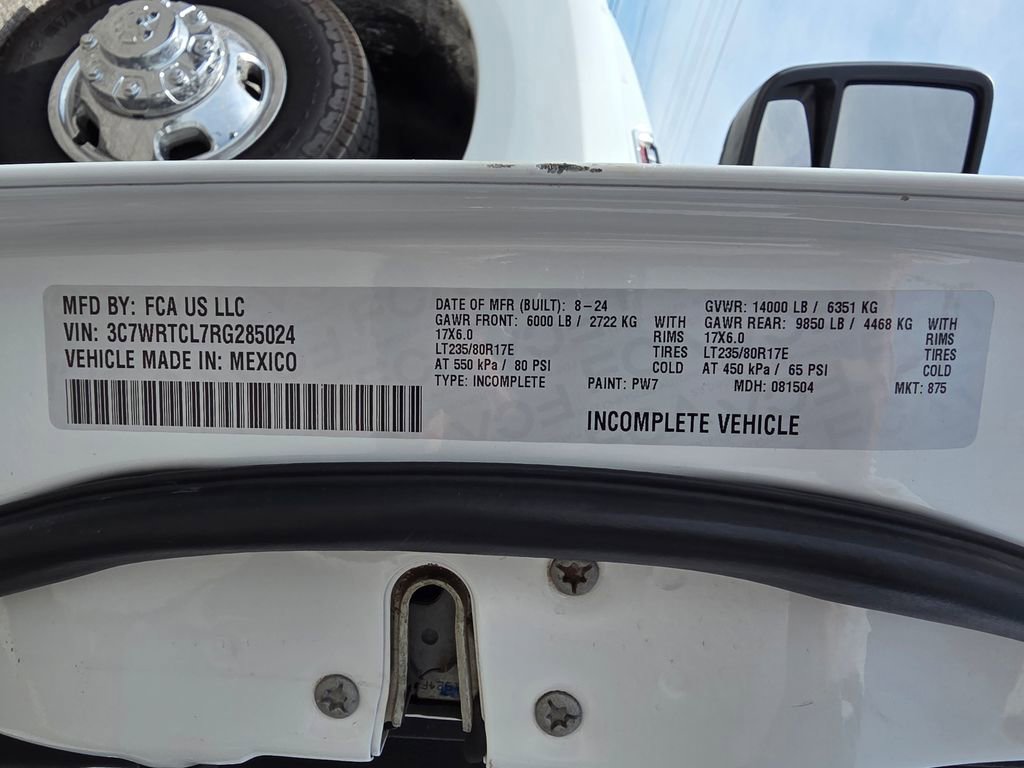 MFD BY: FCA US LLC
VIN: 3C7WRTCL7RG285024
VEHICLE MADE IN: MEXICO
DATE OF MFR (BUILT): 8-24
GAWR FRONT: 6000 LB / 2722 KG WITH
17X6.0 RIMS
LT235/80R17E TIRES
AT 550 kPa / 80 PSI COLD
TYPE: INCOMPLETE PAINT: PW7
GVWR: 14000 LB / 6351 KG
GAWR REAR: 9850 LB / 4468 KG WITH
17X6.0 RIMS
LT235/80R17E TIRES
AT 450 kPa / 65 PSI COLD
MDH: 081504 MKT: 875
INCOMPLETE VEHICLE